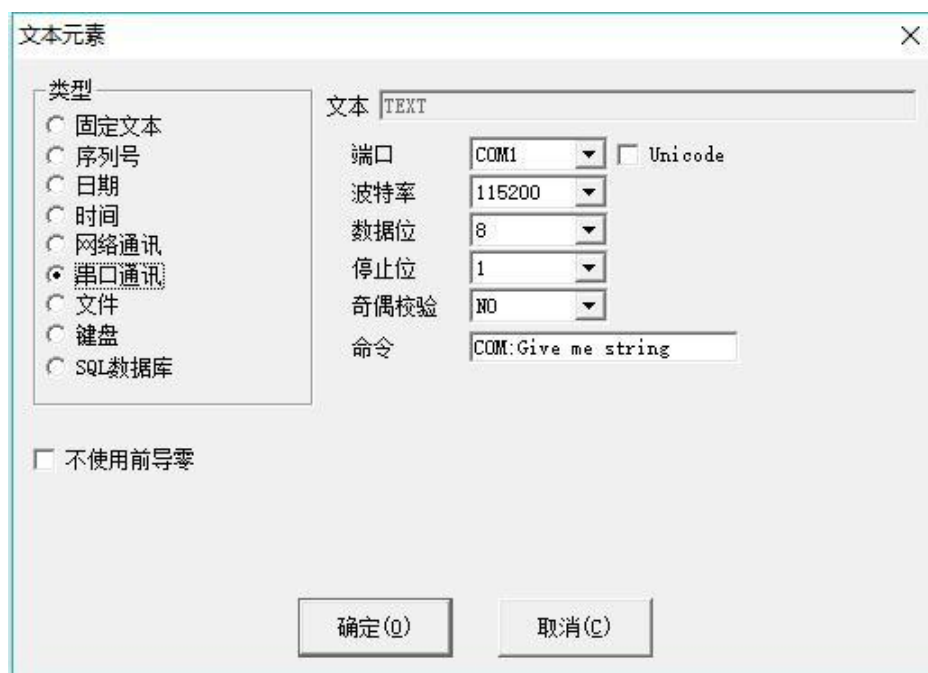 文本元素
类型
固定文本
序列号
日期
时间
网络通讯
串口通讯
文件
键盘
SQL数据库
不使用前导零
文本 TEXT
端口 COM1 Unicode
波特率 115200
数据位 8
停止位 1
奇偶校验 NO
命令 COM:Give me string
确定(O) 取消(C)